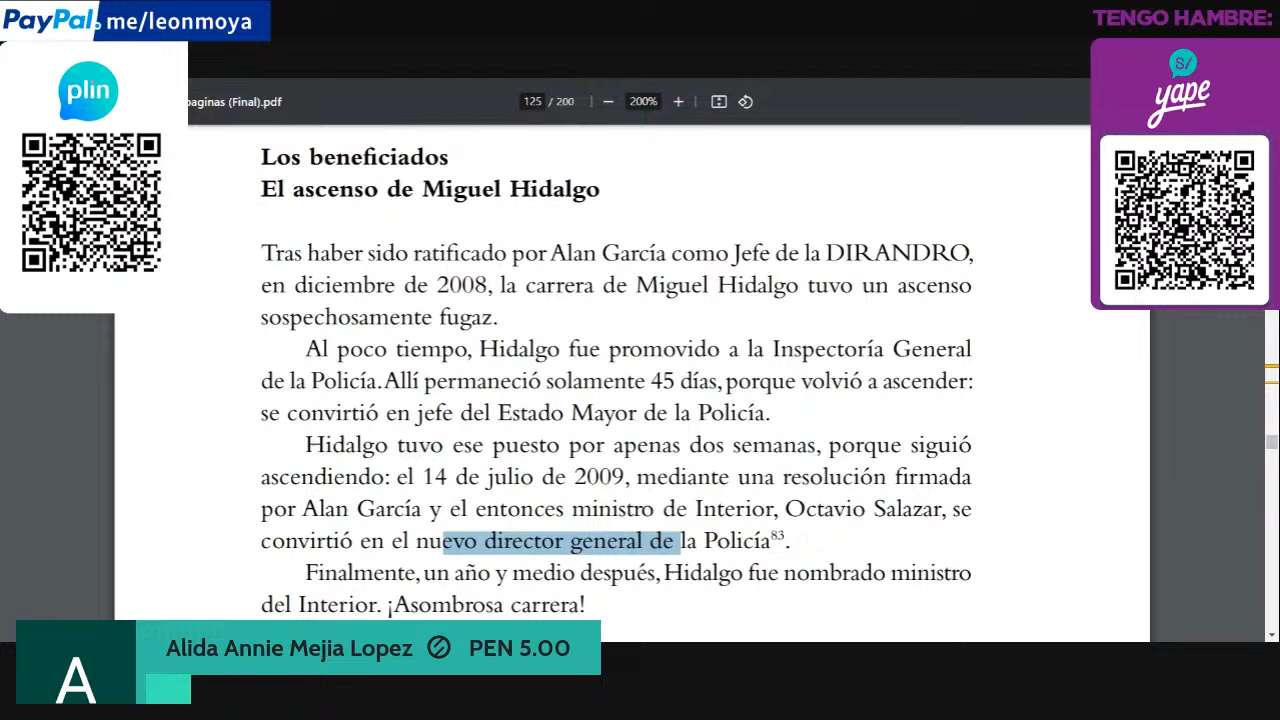 PayPal.me/leonmoya
TENGO HAMBRE:
plin
S/
yape
paginas (Final).pdf
125 / 200
200%
Los beneficiados
El ascenso de Miguel Hidalgo
Tras haber sido ratificado por Alan García como Jefe de la DIRANDRO,
en diciembre de 2008, la carrera de Miguel Hidalgo tuvo un ascenso
sospechosamente fugaz.
Al poco tiempo, Hidalgo fue promovido a la Inspectoría General
de la Policía. Allí permaneció solamente 45 días, porque volvió a ascender:
se convirtió en jefe del Estado Mayor de la Policía.
Hidalgo tuvo ese puesto por apenas dos semanas, porque siguió
ascendiendo: el 14 de julio de 2009, mediante una resolución firmada
por Alan García y el entonces ministro de Interior, Octavio Salazar, se
convirtió en el nuevo director general de la Policía⁸³.
Finalmente, un año y medio después, Hidalgo fue nombrado ministro
del Interior. ¡Asombrosa carrera!
A
Alida Annie Mejia Lopez PEN 5.00